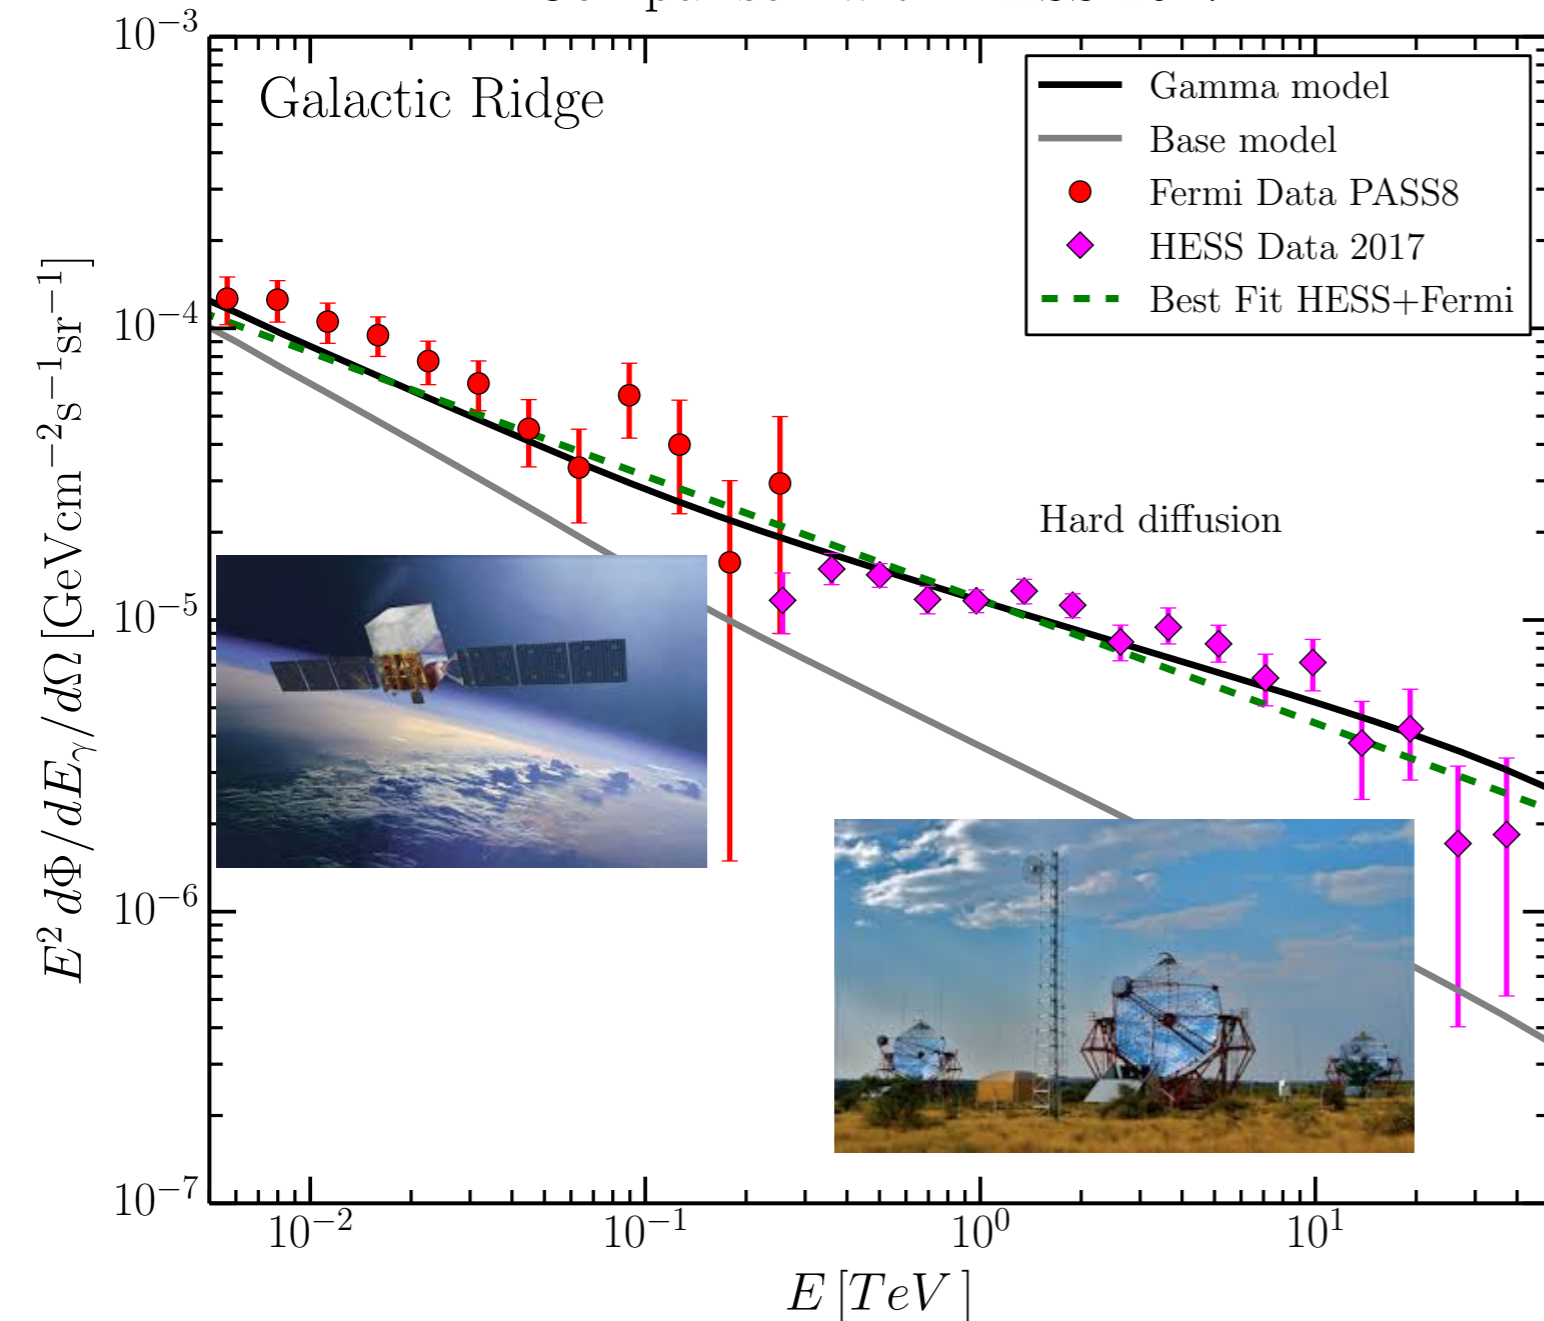 Galactic Ridge
Gamma model
Base model
Fermi Data PASS8
HESS Data 2017
Best Fit HESS+Fermi
Hard diffusion
E² dΦ/dE_γ/dΩ [GeVcm⁻²s⁻¹sr⁻¹]
10⁻³
10⁻⁴
10⁻⁵
10⁻⁶
10⁻⁷
10⁻² 10⁻¹ 10⁰ 10¹
E [TeV]